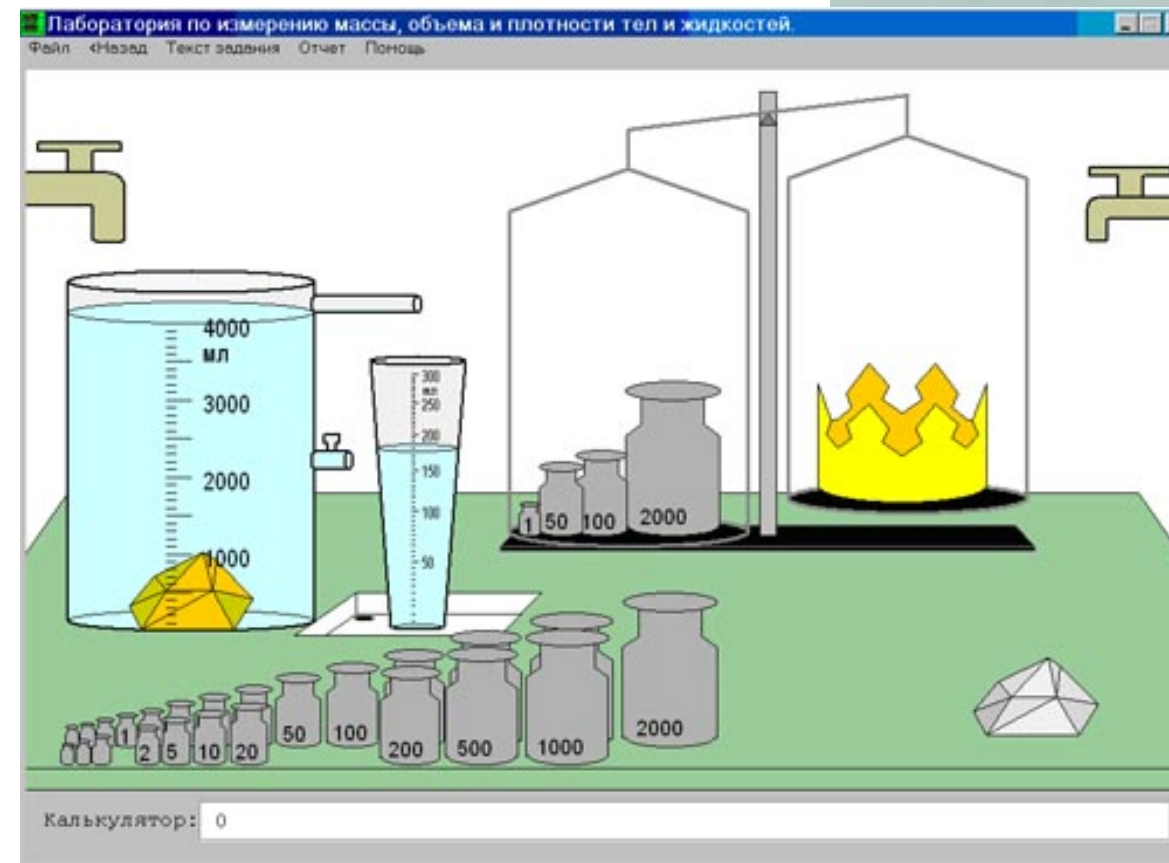 Лаборатория по измерению массы, объема и плотности тел и жидкостей.
Файл <Назад Текст задания Отчет Помощь
4000
мл
3000
2000
1000
300
мл
250
200
150
100
50
1 50 100 2000
1 2 5 10 20 50 100 200 500 1000 2000
Калькулятор: 0